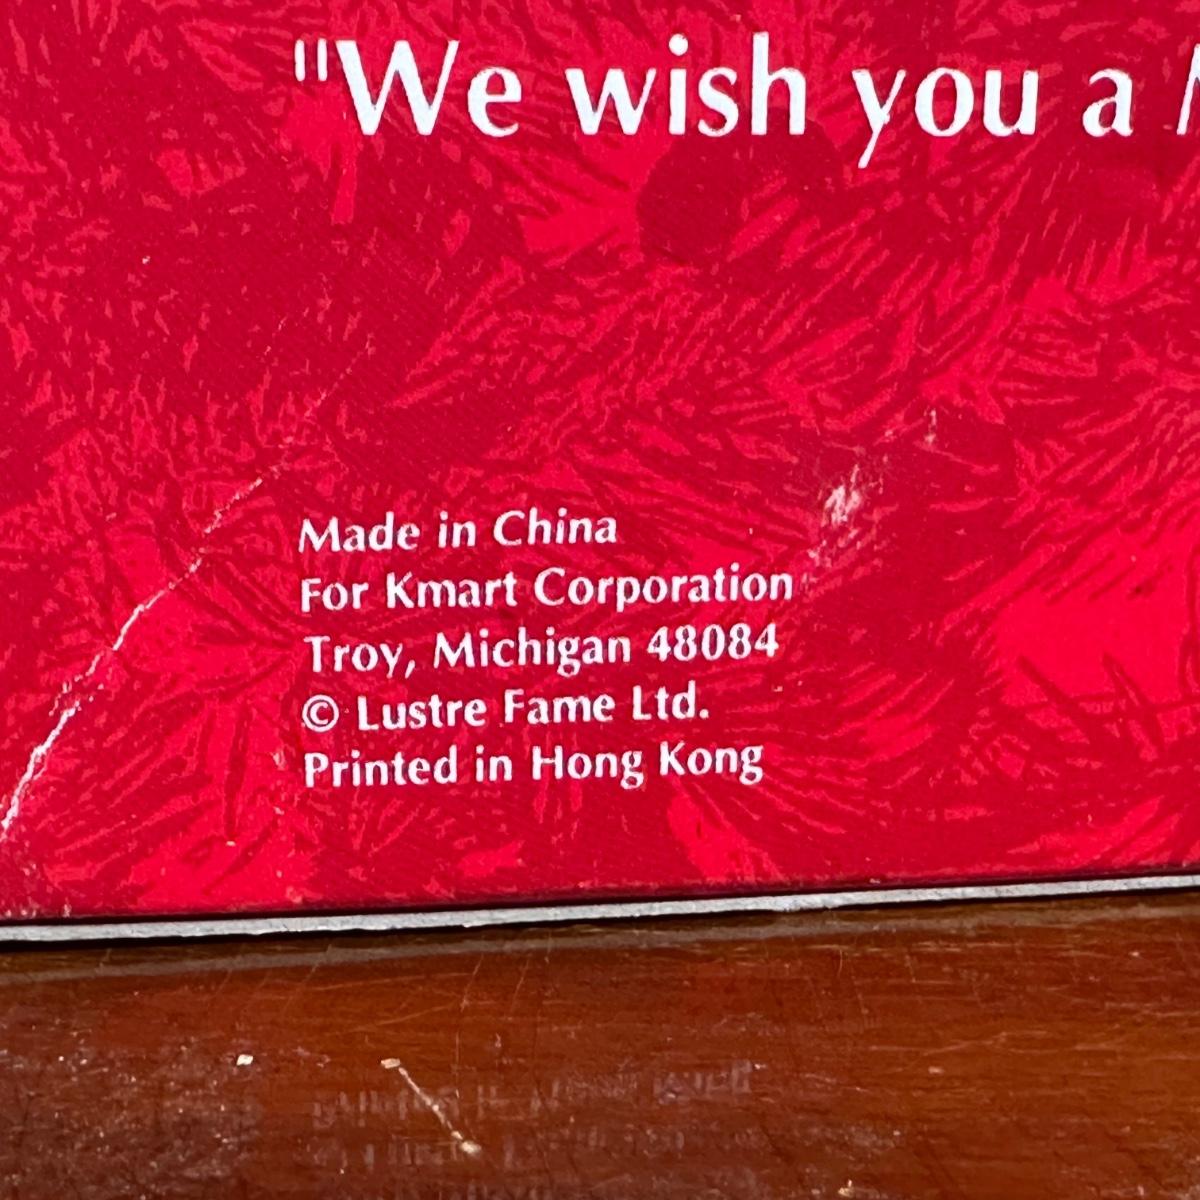 "We wish you a
Made in China
For Kmart Corporation
Troy, Michigan 48084
© Lustre Fame Ltd.
Printed in Hong Kong